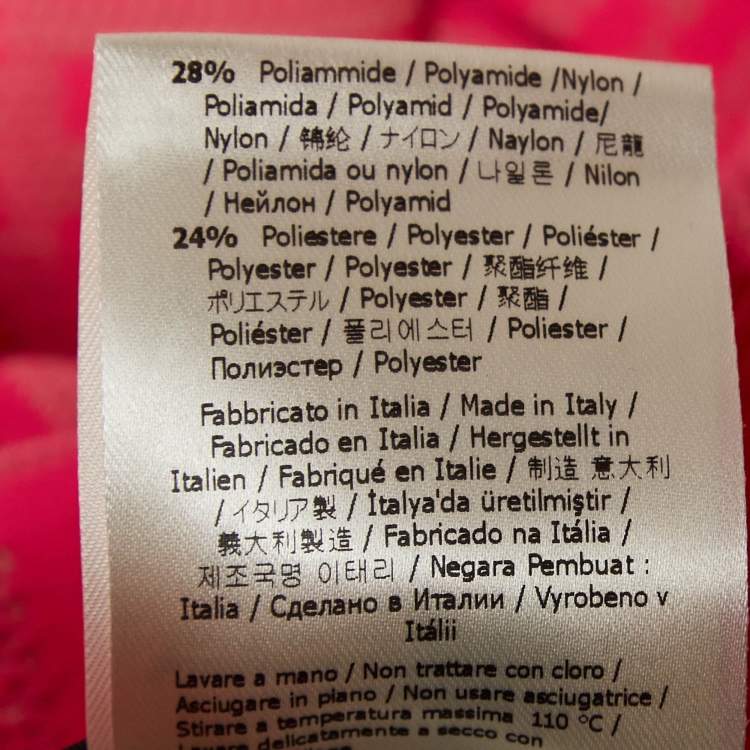 28% Poliammide / Polyamide /Nylon /
Poliamida / Polyamid / Polyamide/
Nylon / 锦纶 / ナイロン / Naylon / 尼龍
/ Poliamida ou nylon / 나일론 / Nilon
/ Нейлон / Polyamid
24% Poliestere / Polyester / Poliéster /
Polyester / Polyester / 聚酯纤维 /
ポリエステル / Polyester / 聚酯 /
Poliéster / 폴리에스터 / Poliester /
Полиэстер / Polyester
Fabbricato in Italia / Made in Italy /
Fabricado en Italia / Hergestellt in
Italien / Fabriqué en Italie / 制造 意大利
/ イタリア製 / İtalya'da üretilmiştir /
義大利製造 / Fabricado na Itália /
제조국명 이태리 / Negara Pembuat :
Italia / Сделано в Италии / Vyrobeno v
Itálii
Lavare a mano / Non trattare con cloro /
Asciugare in piano / Non usare asciugatrice /
Stirare a temperatura massima 110 °C /
Lavare delicatamente a secco con